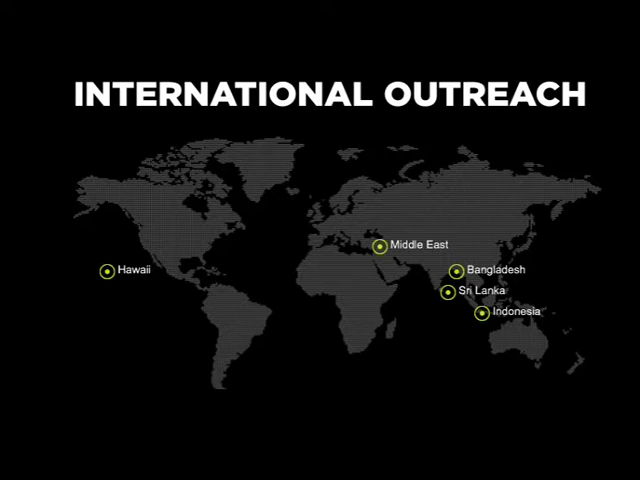 INTERNATIONAL OUTREACH
Middle East
Hawaii
Bangladesh
Sri Lanka
Indonesia